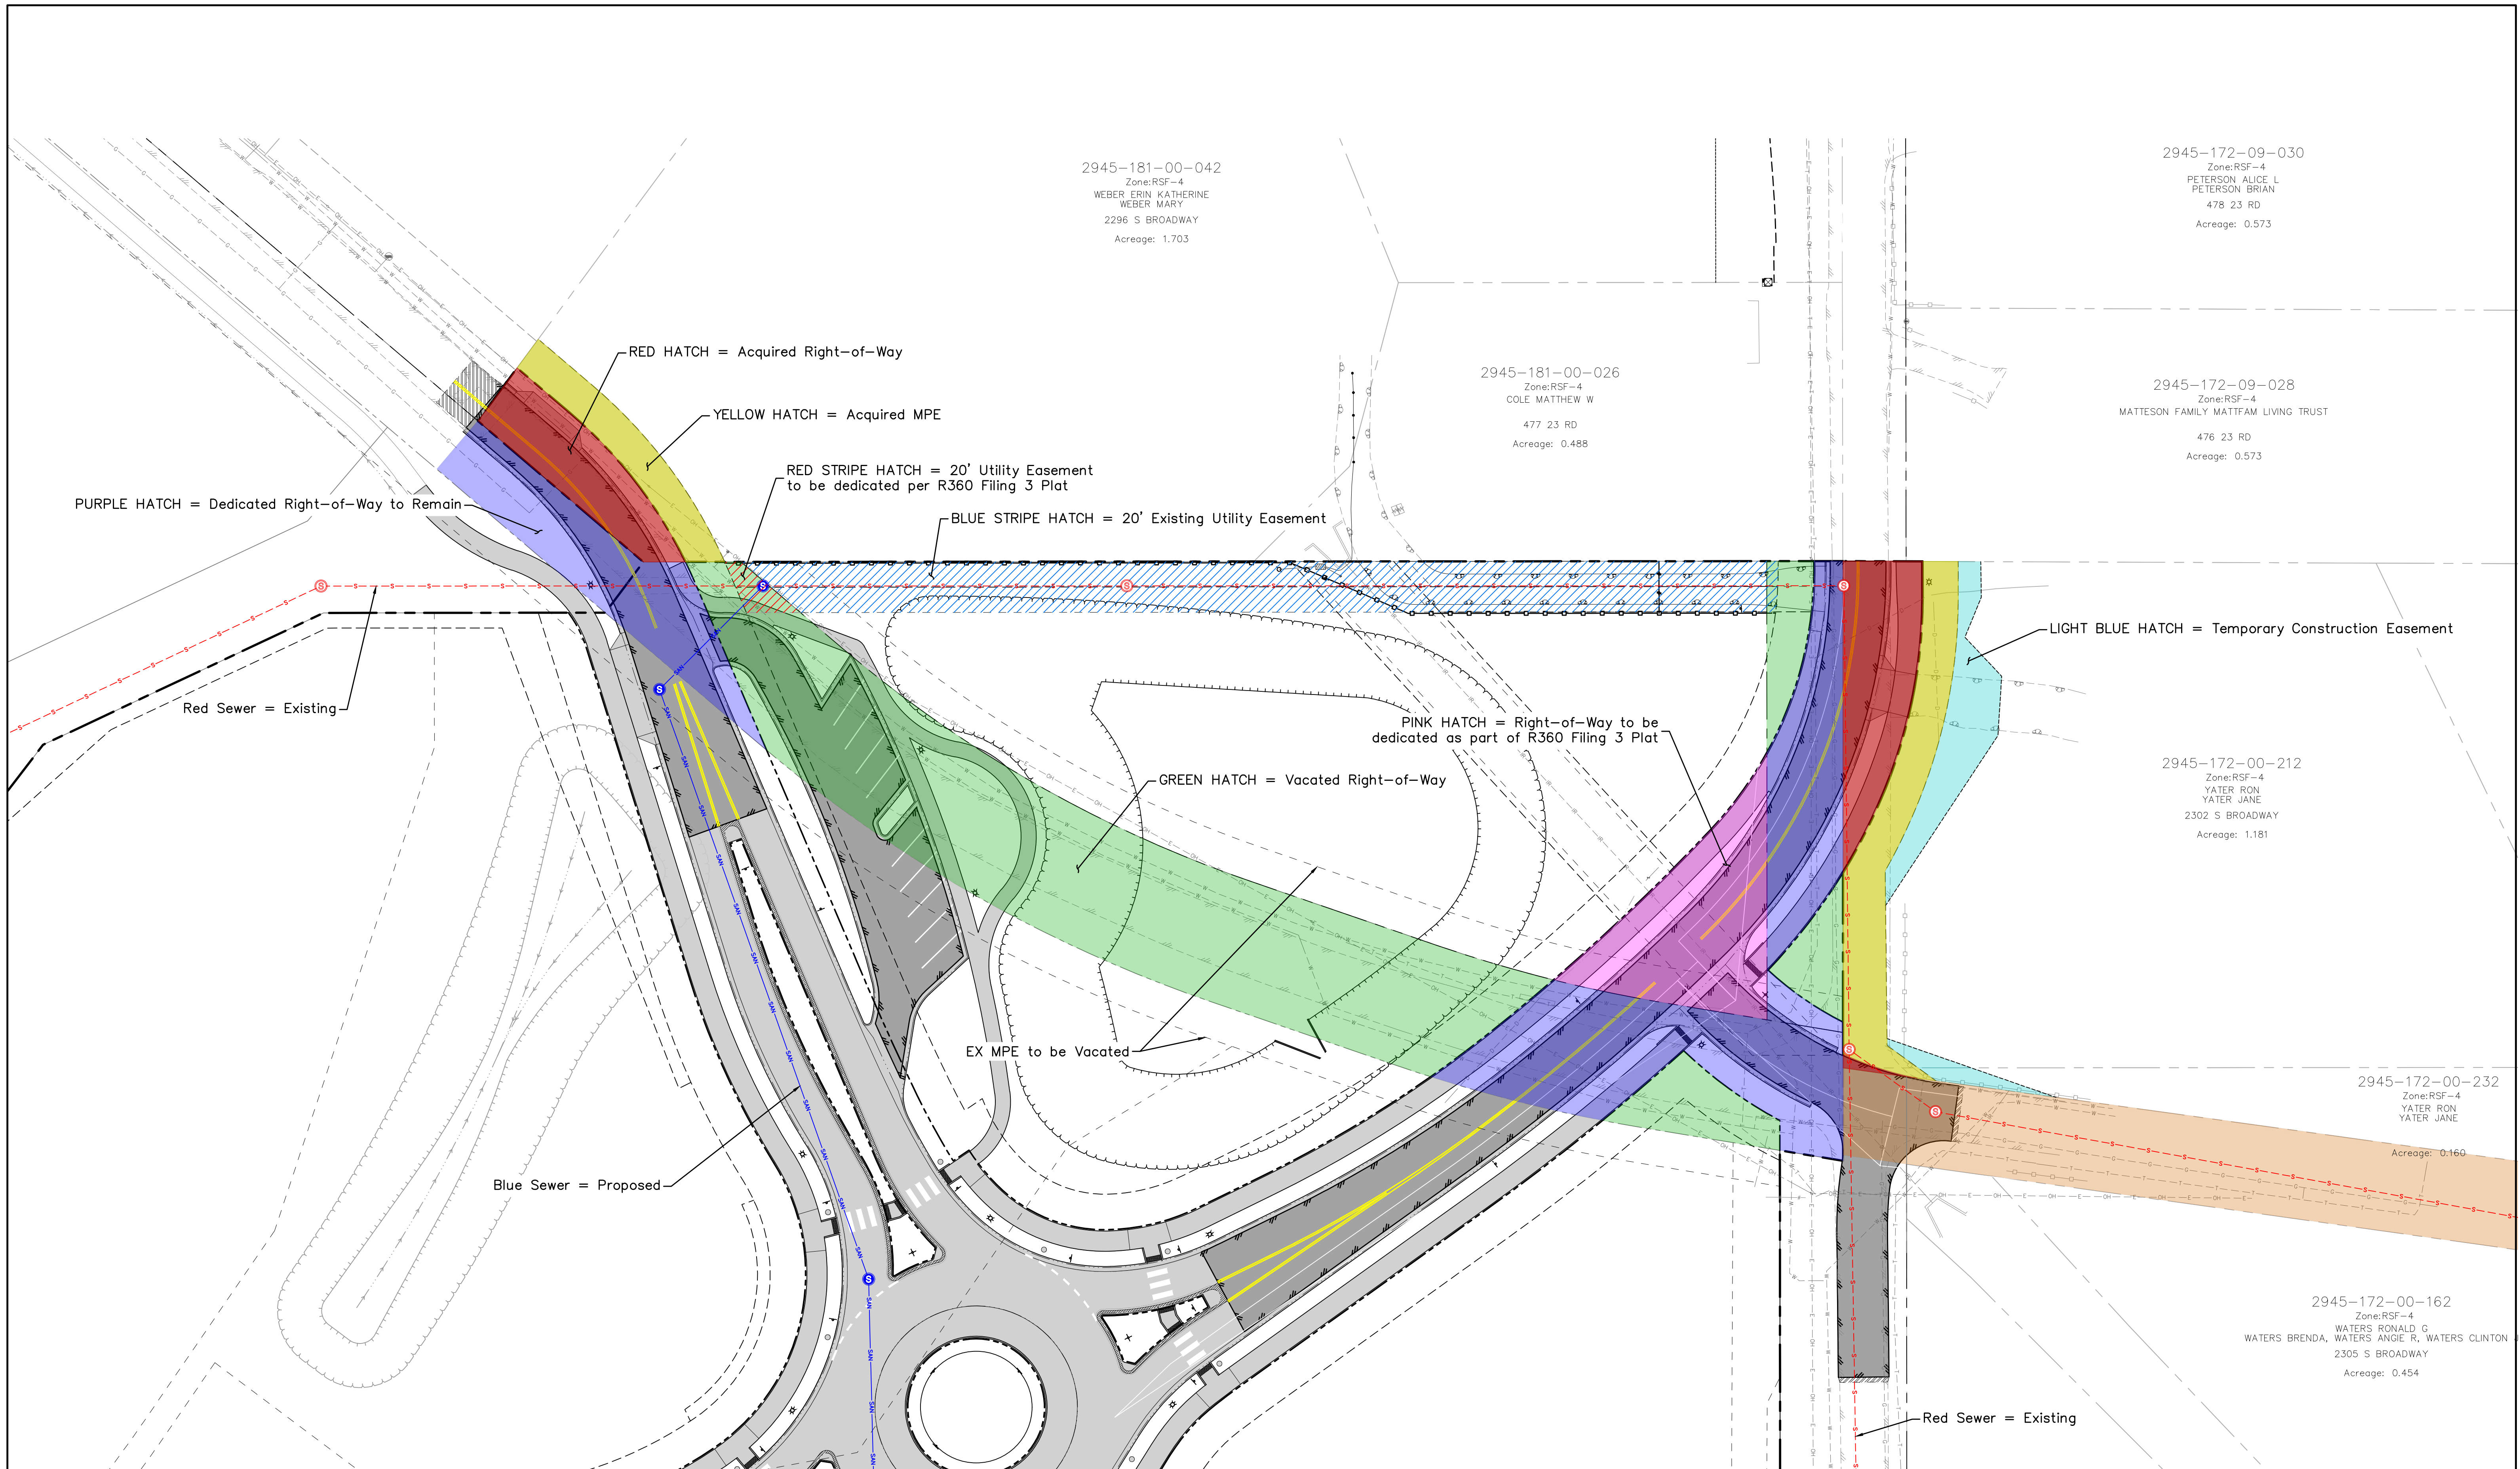 2945-181-00-042
Zone:RSF-4
WEBER ERIN KATHERINE
WEBER MARY
2296 S BROADWAY
Acreage: 1.703
2945-172-09-030
Zone:RSF-4
PETERSON ALICE L
PETERSON BRIAN
478 23 RD
Acreage: 0.573
RED HATCH = Acquired Right-of-Way
YELLOW HATCH = Acquired MPE
2945-181-00-026
Zone:RSF-4
COLE MATTHEW W
477 23 RD
Acreage: 0.488
2945-172-09-028
Zone:RSF-4
MATTESON FAMILY MATTFAM LIVING TRUST
476 23 RD
Acreage: 0.573
RED STRIPE HATCH = 20' Utility Easement
to be dedicated per R360 Filing 3 Plat
PURPLE HATCH = Dedicated Right-of-Way to Remain
BLUE STRIPE HATCH = 20' Existing Utility Easement
LIGHT BLUE HATCH = Temporary Construction Easement
Red Sewer = Existing
PINK HATCH = Right-of-Way to be
dedicated as part of R360 Filing 3 Plat
GREEN HATCH = Vacated Right-of-Way
2945-172-00-212
Zone:RSF-4
YATER RON
YATER JANE
2302 S BROADWAY
Acreage: 1.181
EX MPE to be Vacated
2945-172-00-232
Zone:RSF-4
YATER RON
YATER JANE
Acreage: 0.160
Blue Sewer = Proposed
2945-172-00-162
Zone:RSF-4
WATERS RONALD G
WATERS BRENDA, WATERS ANGIE R, WATERS CLINTON
2305 S BROADWAY
Acreage: 0.454
Red Sewer = Existing